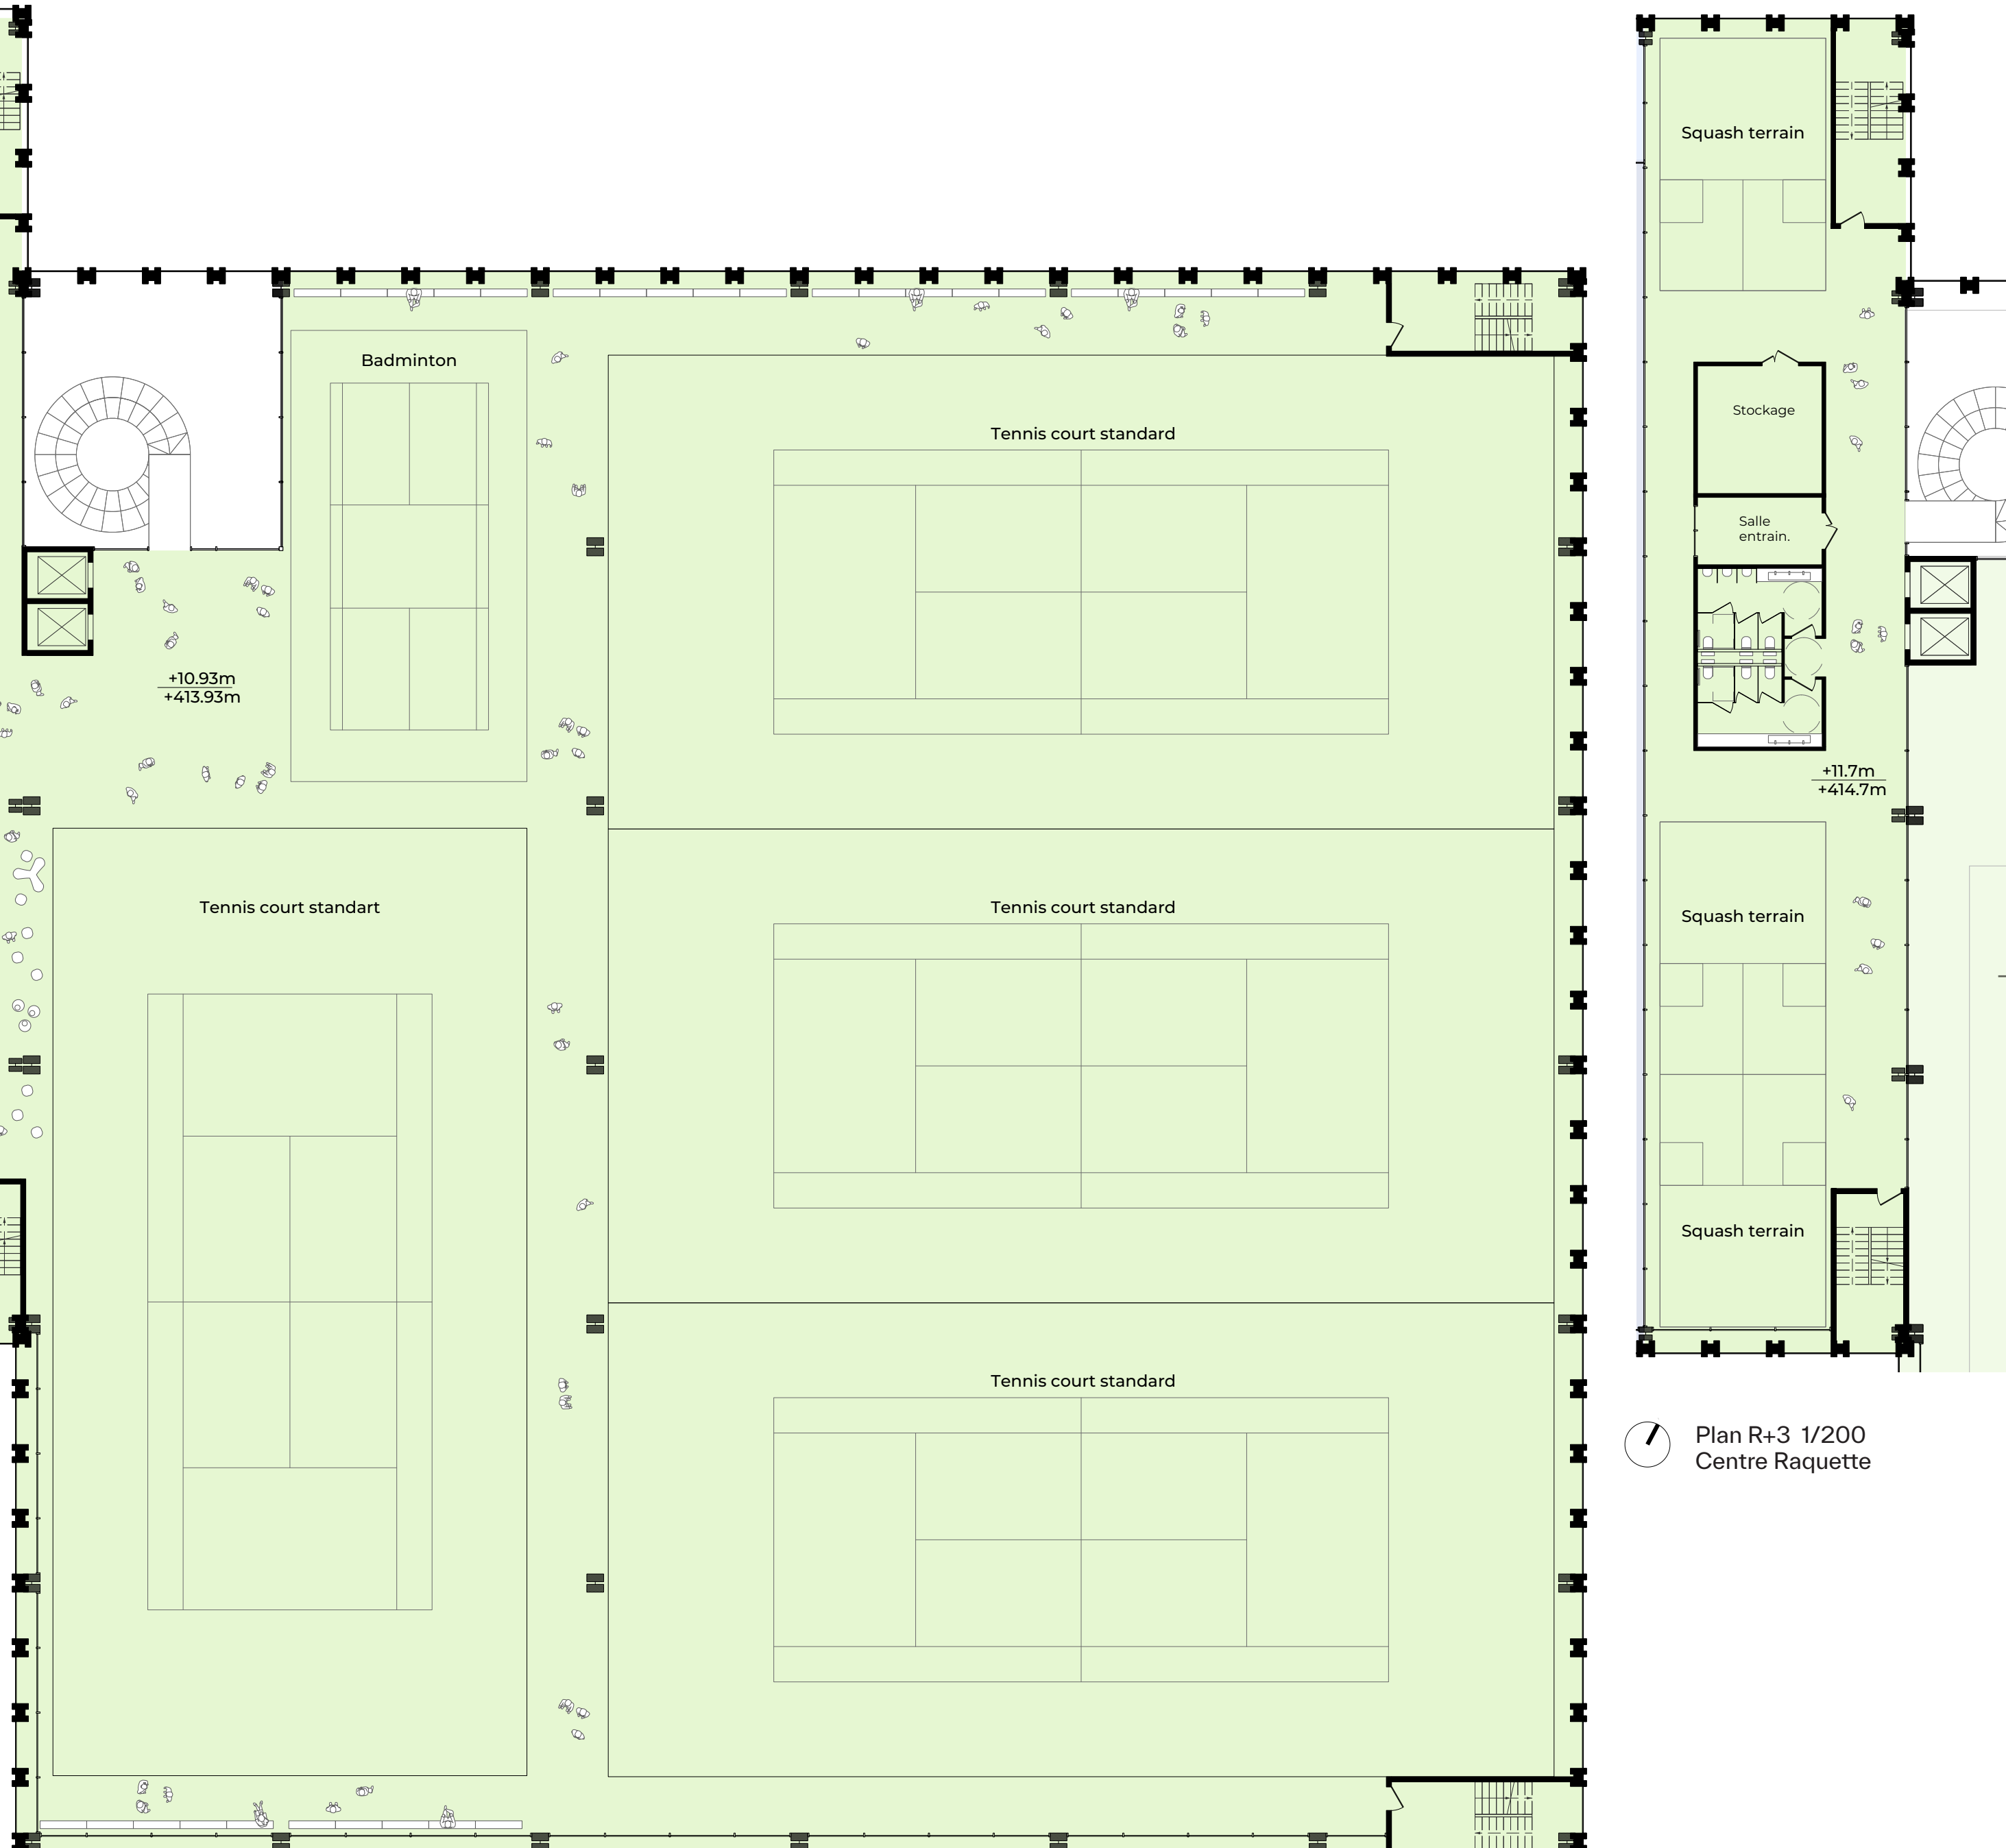 Squash terrain
Badminton
Tennis court standard
Stockage
Salle
entrain.
+10.93m
+413.93m
+11.7m
+414.7m
Tennis court standart
Tennis court standard
Squash terrain
Squash terrain
Tennis court standard
Plan R+3 1/200
Centre Raquette